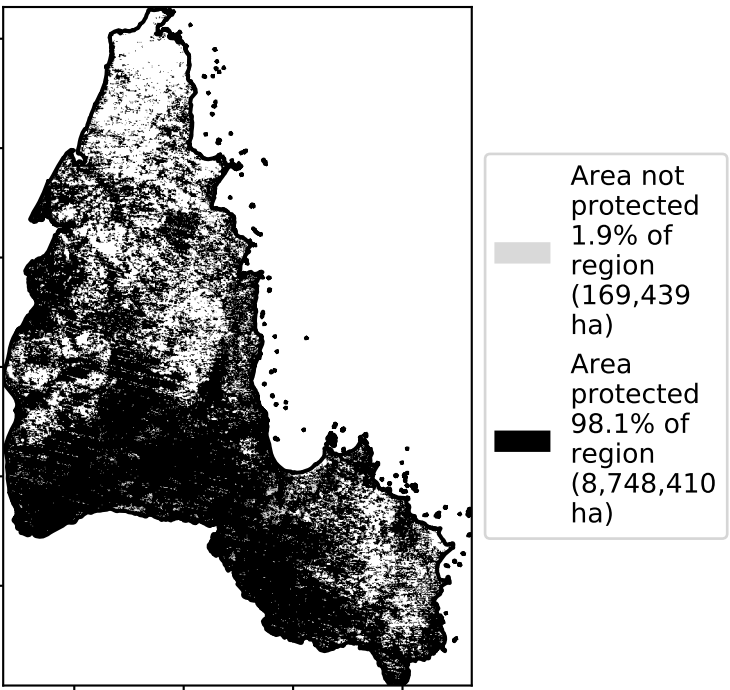 Area not
protected
1.9% of
region
(169,439
ha)
Area
protected
98.1% of
region
(8,748,410
ha)